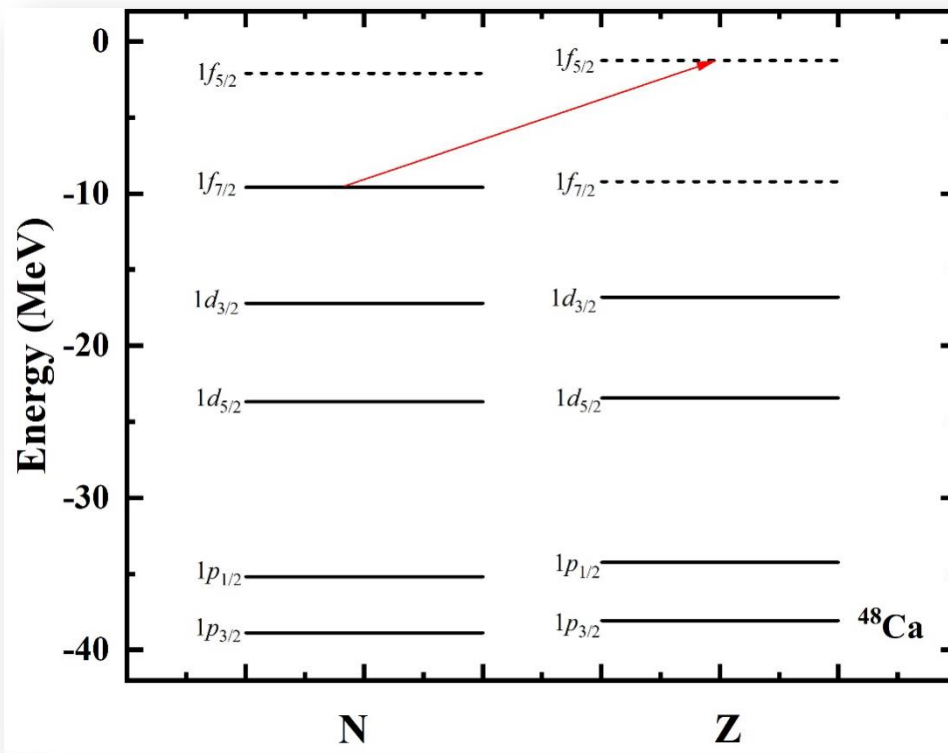 Energy (MeV)
0
-10
-20
-30
-40
1f5/2
1f7/2
1d3/2
1d5/2
1p1/2
1p3/2
1f5/2
1f7/2
1d3/2
1d5/2
1p1/2
1p3/2
48Ca
N
Z